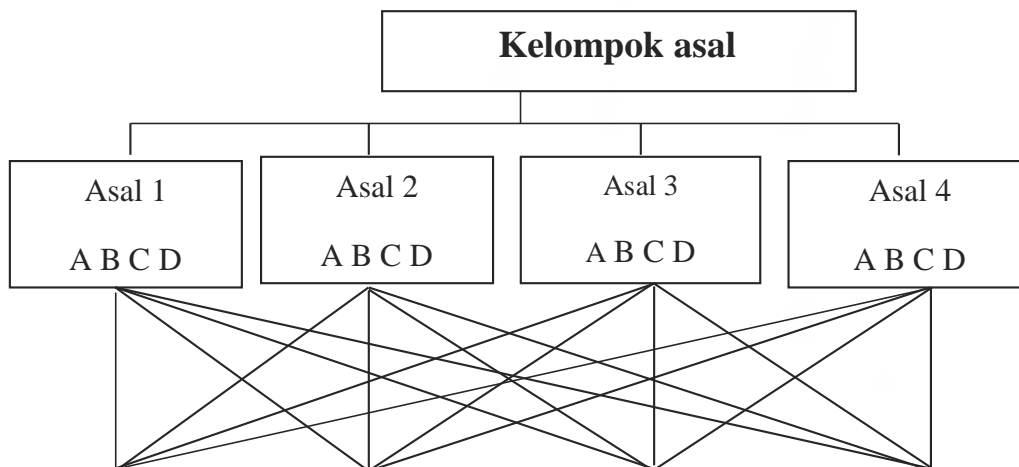 Kelompok asal
Asal 1
A B C D
Asal 2
A B C D
Asal 3
A B C D
Asal 4
A B C D